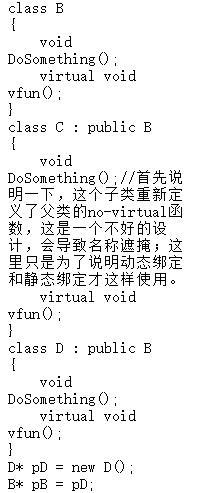 class B
{
    void
DoSomething();
    virtual void
vfun();
}
class C : public B
{
    void
DoSomething();//首先说
明一下，这个子类重新定
义了父类的no-virtual函
数，这是一个不好的设
计，会导致名称遮掩；这
里只是为了说明动态绑定
和静态绑定才这样使用。
    virtual void
vfun();
}
class D : public B
{
    void
DoSomething();
    virtual void
vfun();
}
D* pD = new D();
B* pB = pD;